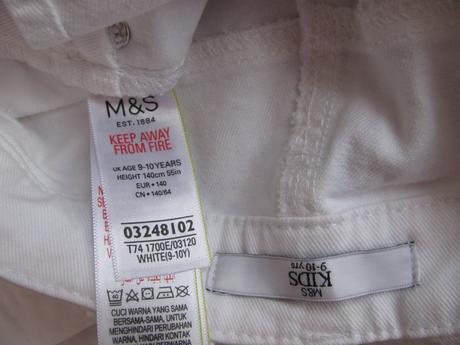 M&S
EST. 1884
KEEP AWAY
FROM FIRE
UK AGE 9-10YEARS
HEIGHT 140cm 55in
EUR • 140
CN • 140/64
03248102
T74 1700E/03120
WHITE(9-10Y)
40
CUCI WARNA YANG SAMA
BERSAMA-SAMA, UNTUK
MENGHINDARI PERUBAHAN
WARNA, HINDARI KONTAK
M&S
KIDS
9-10 yrs